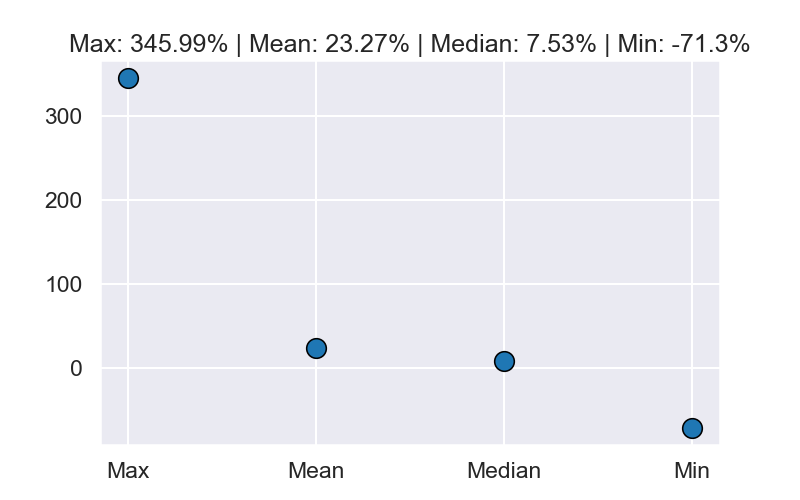 Max: 345.99% | Mean: 23.27% | Median: 7.53% | Min: -71.3%
300
200
100
0
Max Mean Median Min